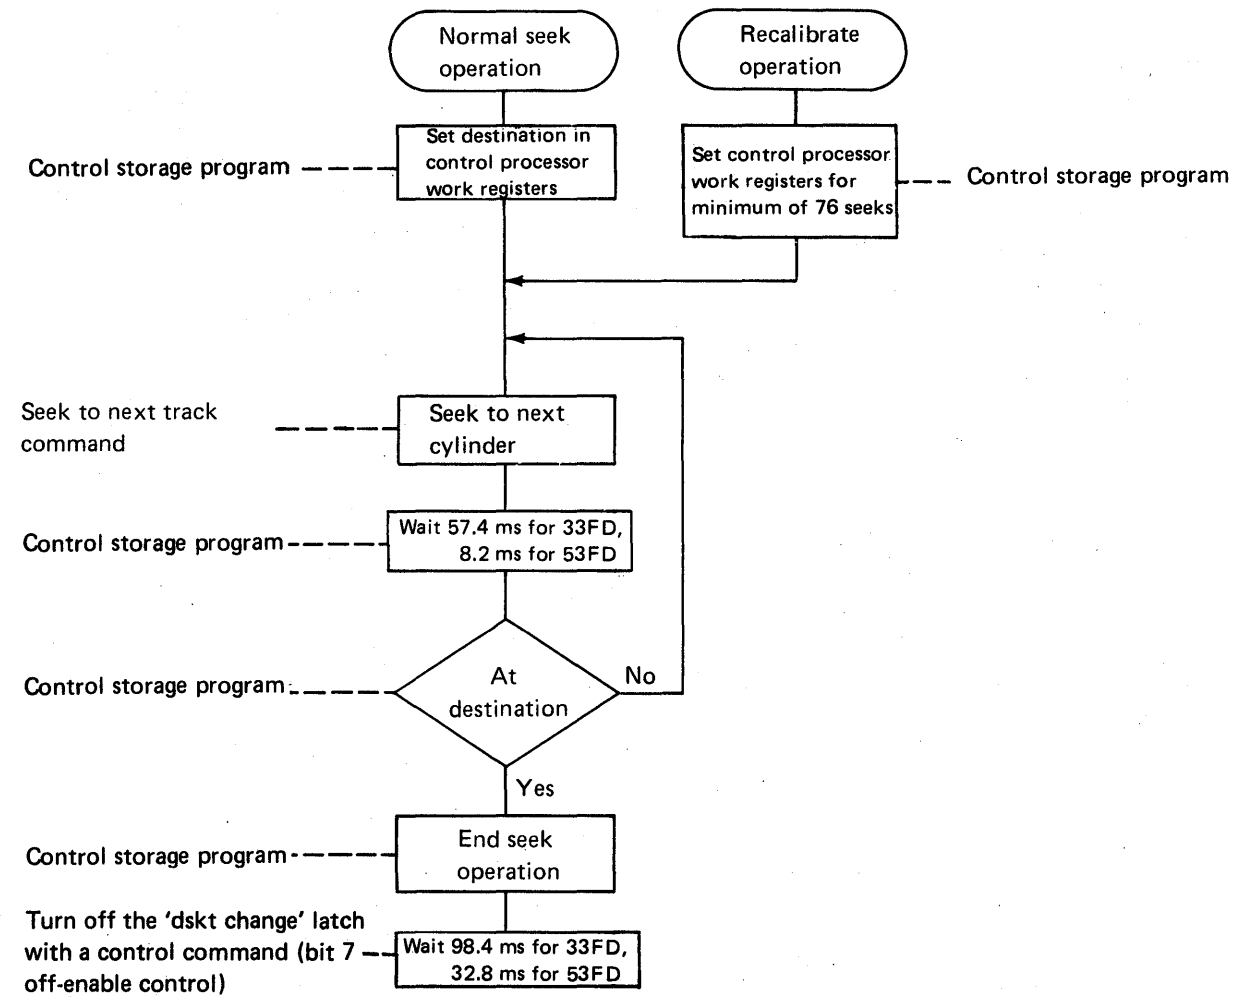 Normal seek
operation
Recalibrate
operation
Control storage program
Set destination in
control processor
work registers
Set control processor
work registers for
minimum of 76 seeks
Control storage program
Seek to next track
command
Seek to next
cylinder
Control storage program
Wait 57.4 ms for 33FD,
8.2 ms for 53FD
Control storage program
At
destination
No
Yes
Control storage program
End seek
operation
Turn off the 'dskt change' latch
with a control command (bit 7
off-enable control)
Wait 98.4 ms for 33FD,
32.8 ms for 53FD